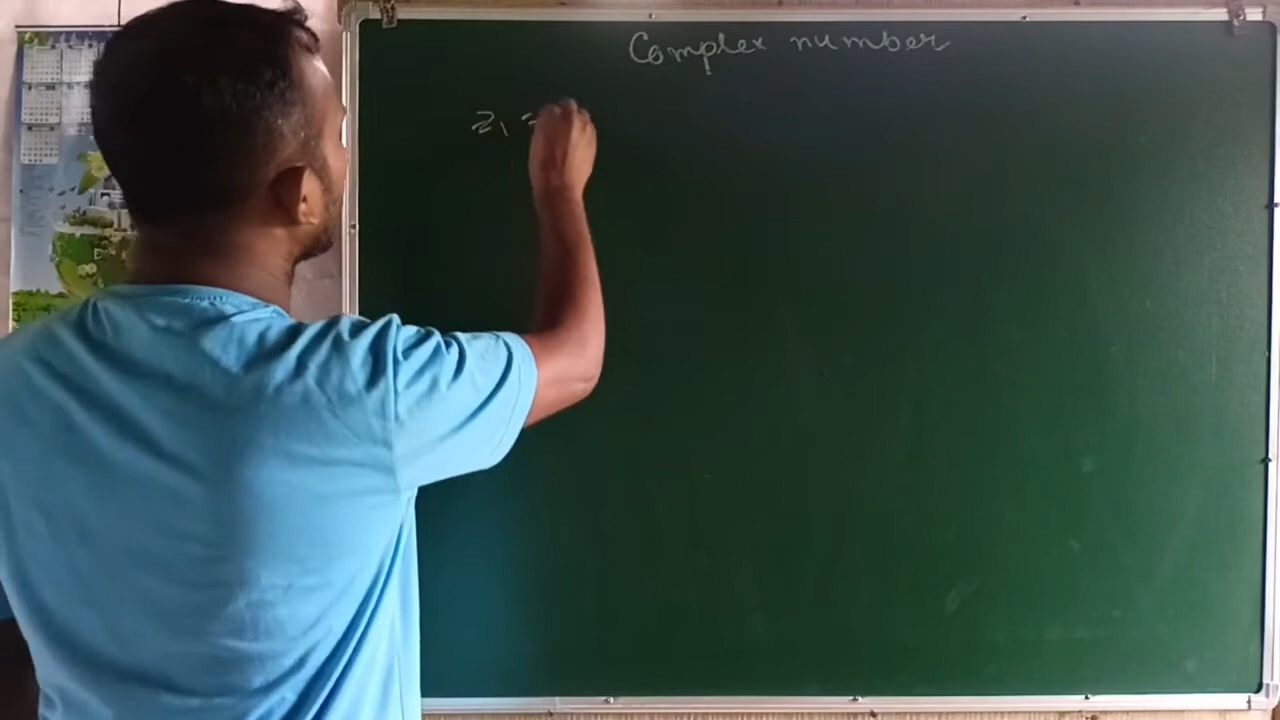 Complex number
z₁ =